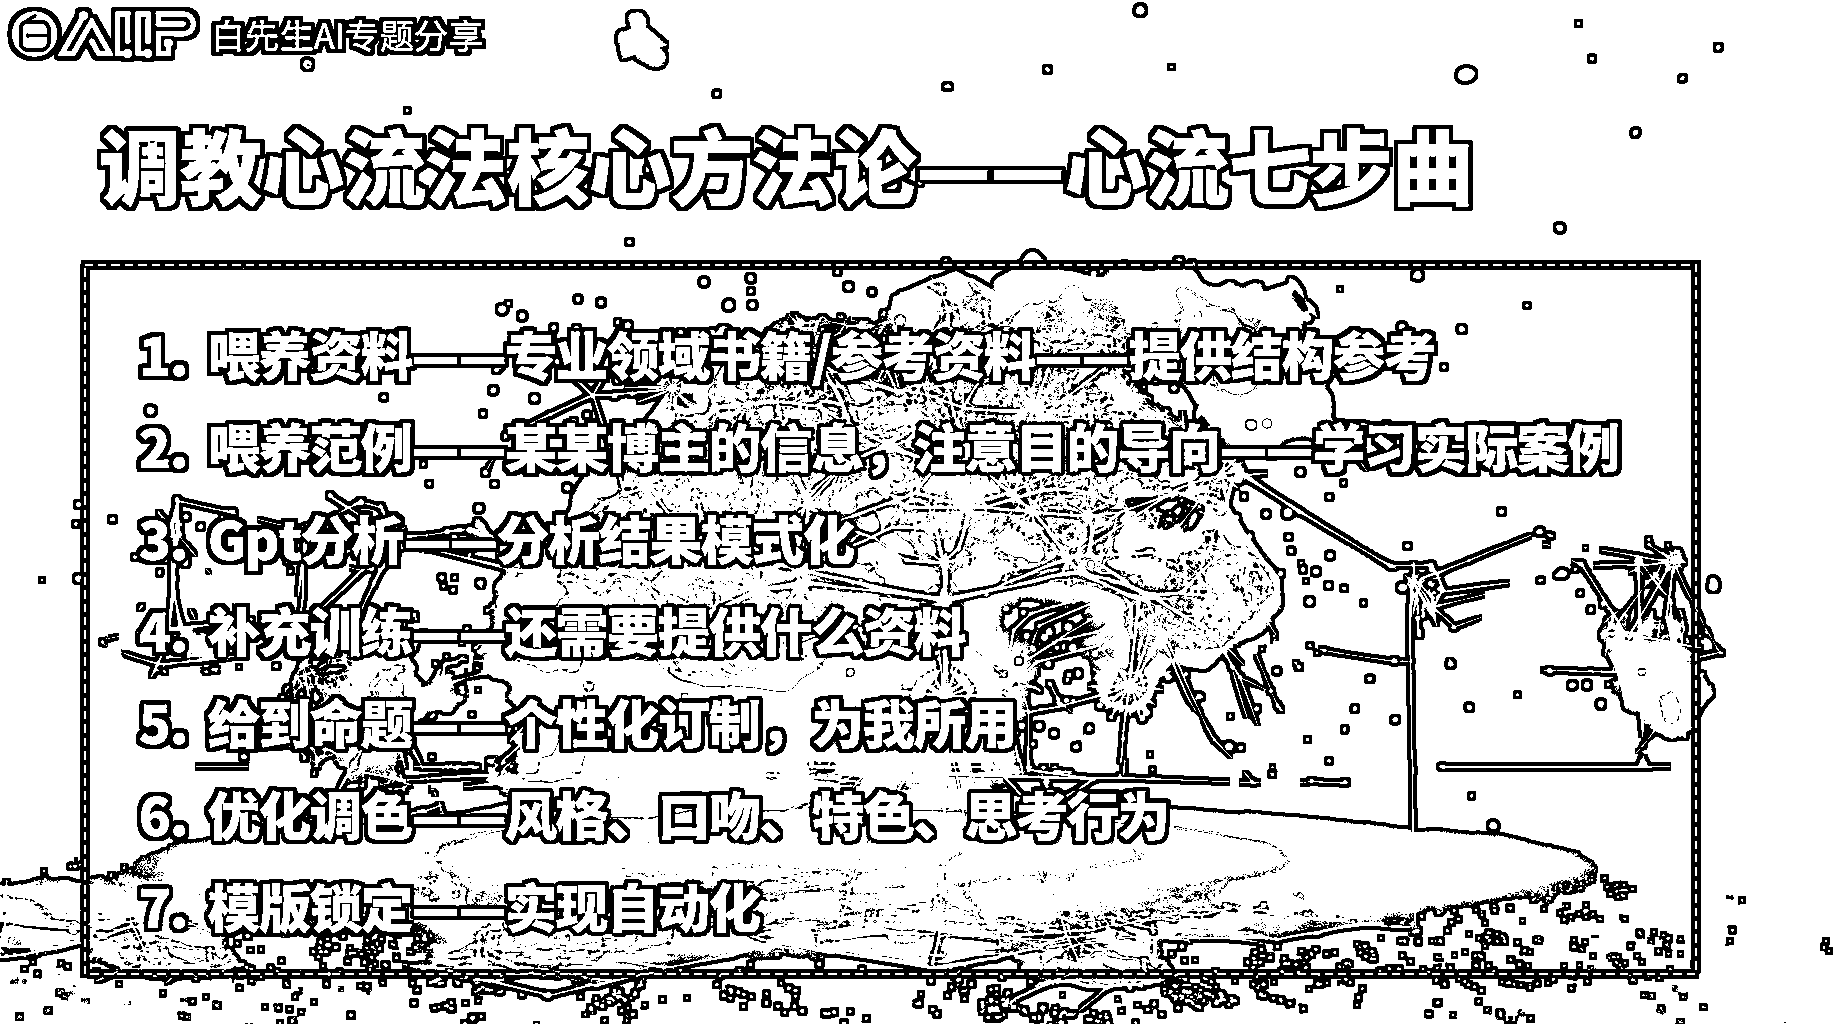 白先生AI专题分享
调教心流法核心方法论——心流七步曲
1. 喂养资料——专业领域书籍/参考资料——提供结构参考
2. 喂养范例——某某博主的信息，注意目的导向——学习实际案例
3. Gpt分析——分析结果模式化
4. 补充训练——还需要提供什么资料
5. 给到命题——个性化订制，为我所用
6. 优化调色——风格、口吻、特色、思考行为
7. 模版锁定——实现自动化